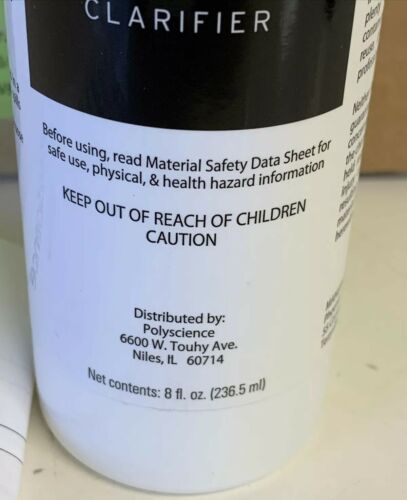 CLARIFIER
Before using, read Material Safety Data Sheet for
safe use, physical, & health hazard information
KEEP OUT OF REACH OF CHILDREN
CAUTION
Distributed by:
Polyscience
6600 W. Touhy Ave.
Niles, IL 60714
Net contents: 8 fl. oz. (236.5 ml)
plenty